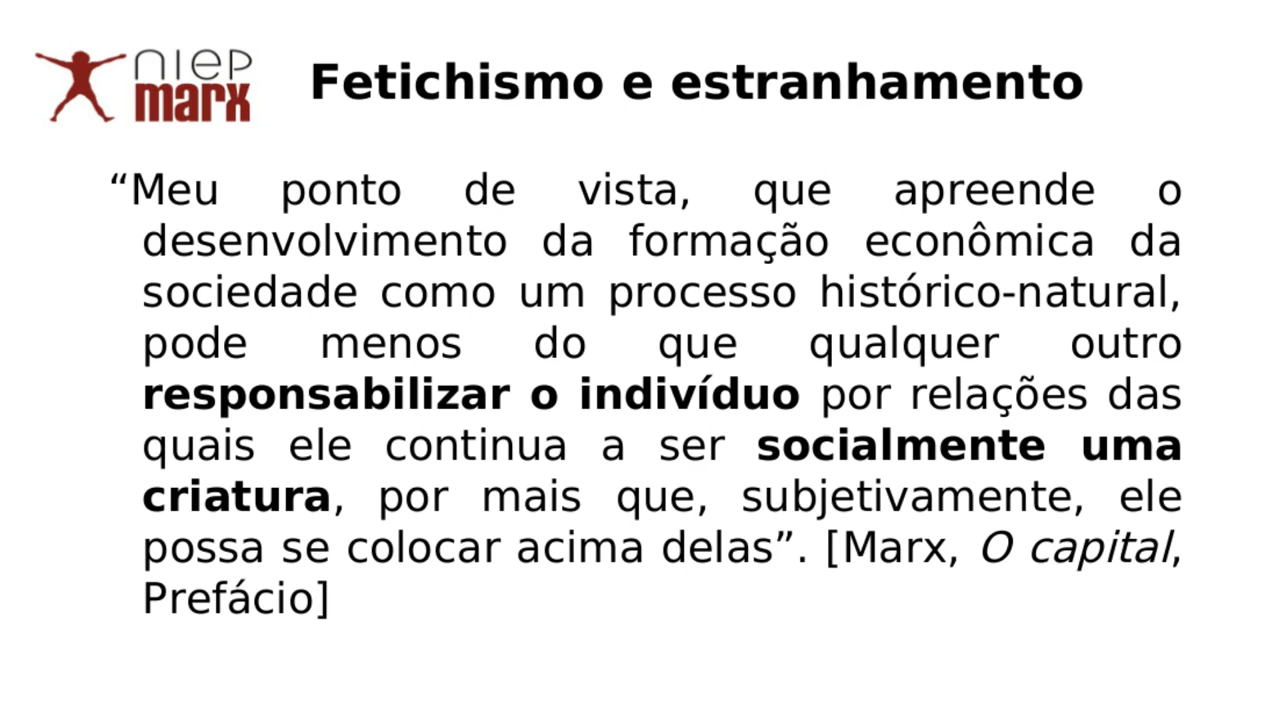 NIEP
marx
Fetichismo e estranhamento
“Meu ponto de vista, que apreende o
desenvolvimento da formação econômica da
sociedade como um processo histórico-natural,
pode menos do que qualquer outro
responsabilizar o indivíduo por relações das
quais ele continua a ser socialmente uma
criatura, por mais que, subjetivamente, ele
possa se colocar acima delas”. [Marx, O capital,
Prefácio]